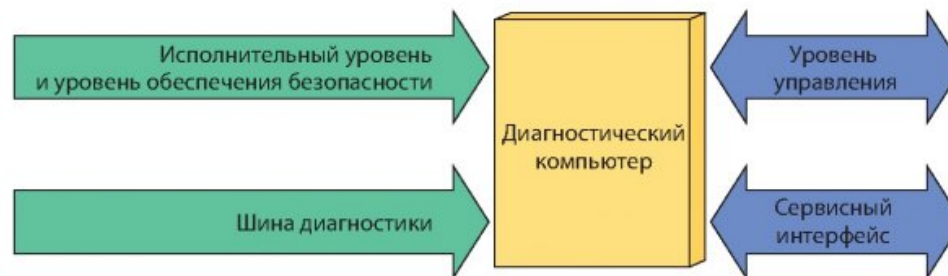 Исполнительный уровень
и уровень обеспечения безопасности
Шина диагностики
Диагностический
компьютер
Уровень
управления
Сервисный
интерфейс